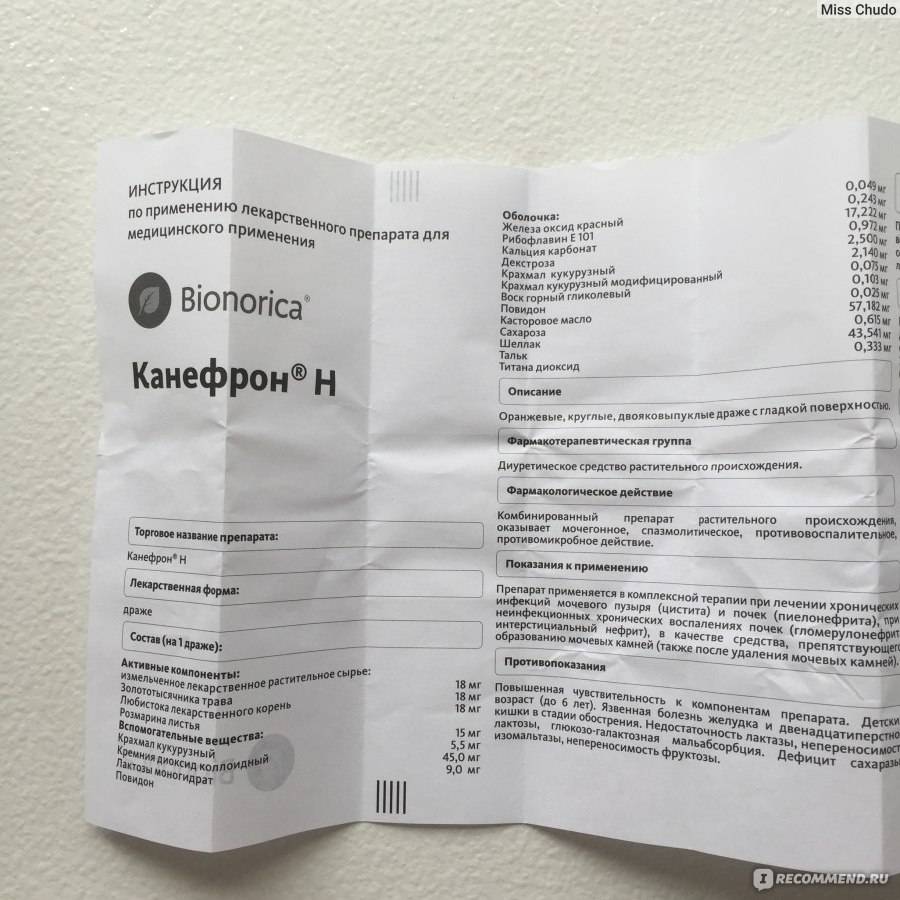 Miss Chudo
ИНСТРУКЦИЯ
по применению лекарственного препарата для
медицинского применения
Bionorica®
Канефрон® Н
Торговое название препарата:
Канефрон® Н
Лекарственная форма:
драже
Состав (на 1 драже):
Активные компоненты:
измельченное лекарственное растительное сырье:
Золототысячника трава 18 мг
Любистока лекарственного корень 18 мг
Розмарина листья 18 мг
Вспомогательные вещества:
Крахмал кукурузный 15 мг
Кремния диоксид коллоидный 5,5 мг
Лактозы моногидрат 45,0 мг
Повидон 9,0 мг
Оболочка:
Железа оксид красный 0,049 мг
Рибофлавин Е 101 0,243 мг
Кальция карбонат 17,222 мг
Декстроза 0,972 мг
Крахмал кукурузный 2,500 мг
Крахмал кукурузный модифицированный 2,140 мг
Воск горный гликолевый 0,075 мг
Повидон 0,103 мг
Касторовое масло 0,025 мг
Сахароза 57,182 мг
Шеллак 0,615 мг
Тальк 43,541 мг
Титана диоксид 0,333 мг
Описание
Оранжевые, круглые, двояковыпуклые драже с гладкой поверхностью.
Фармакотерапевтическая группа
Диуретическое средство растительного происхождения.
Фармакологическое действие
Комбинированный препарат растительного происхождения,
оказывает мочегонное, спазмолитическое, противовоспалительное,
противомикробное действие.
Показания к применению
Препарат применяется в комплексной терапии при лечении хронических
инфекций мочевого пузыря (цистита) и почек (пиелонефрита), при
неинфекционных хронических воспалениях почек (гломерулонефрит
интерстициальный нефрит), в качестве средства, препятствующего
образованию мочевых камней (также после удаления мочевых камней).
Противопоказания
Повышенная чувствительность к компонентам препарата. Детски
возраст (до 6 лет). Язвенная болезнь желудка и двенадцатиперстно
кишки в стадии обострения. Недостаточность лактазы, непереносимост
лактозы, глюкозо-галактозная мальабсорбция. Дефицит сахаразы
изомальтазы, непереносимость фруктозы.
IRECOMMEND.RU